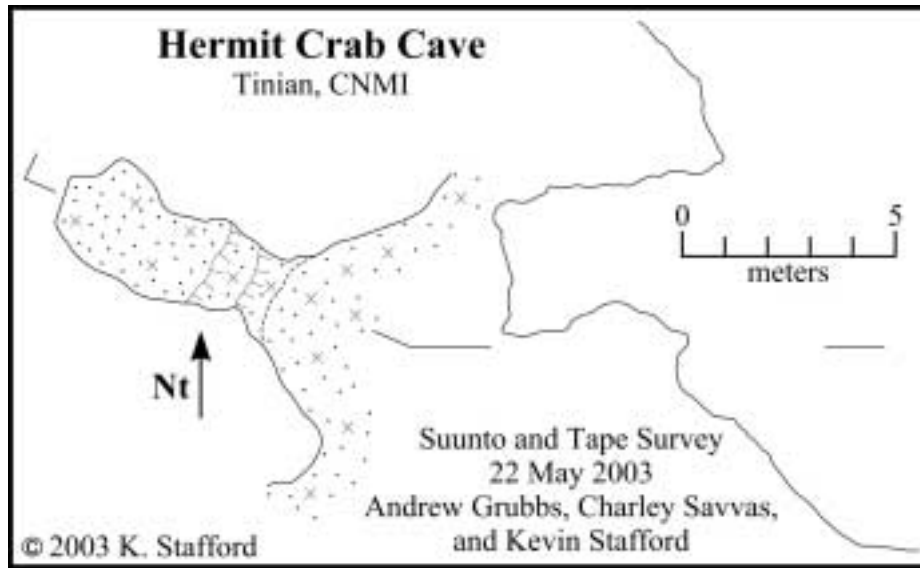 Hermit Crab Cave
Tinian, CNMI
0 5
meters
Nt
Suunto and Tape Survey
22 May 2003
Andrew Grubbs, Charley Savvas,
and Kevin Stafford
© 2003 K. Stafford